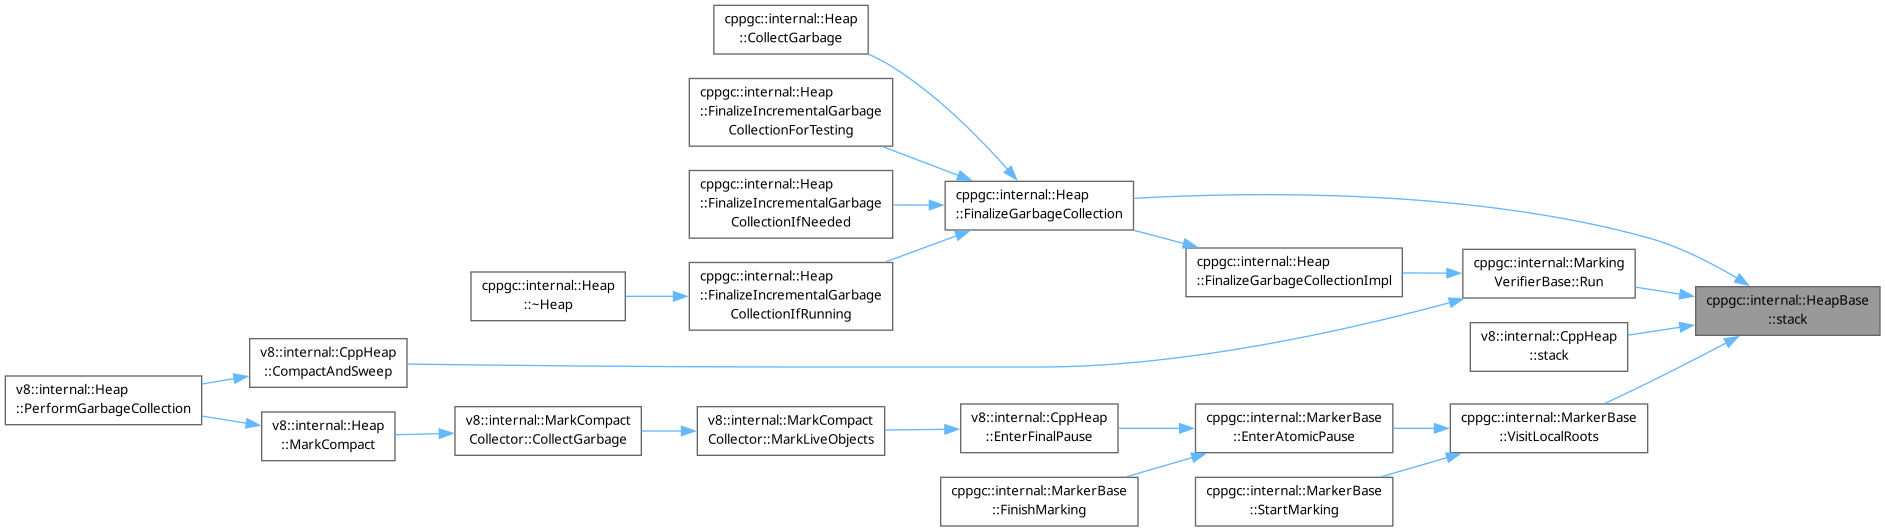 cppgc::internal::Heap
::CollectGarbage
cppgc::internal::Heap
::FinalizeIncrementalGarbage
CollectionForTesting
cppgc::internal::Heap
::FinalizeIncrementalGarbage
CollectionIfNeeded
cppgc::internal::Heap
::FinalizeGarbageCollection
cppgc::internal::Heap
::FinalizeIncrementalGarbage
CollectionIfRunning
cppgc::internal::Heap
::~Heap
cppgc::internal::Heap
::FinalizeGarbageCollectionImpl
cppgc::internal::Marking
VerifierBase::Run
cppgc::internal::HeapBase
::stack
v8::internal::CppHeap
::stack
v8::internal::CppHeap
::CompactAndSweep
v8::internal::Heap
::PerformGarbageCollection
v8::internal::Heap
::MarkCompact
v8::internal::MarkCompact
Collector::CollectGarbage
v8::internal::MarkCompact
Collector::MarkLiveObjects
v8::internal::CppHeap
::EnterFinalPause
cppgc::internal::MarkerBase
::EnterAtomicPause
cppgc::internal::MarkerBase
::VisitLocalRoots
cppgc::internal::MarkerBase
::FinishMarking
cppgc::internal::MarkerBase
::StartMarking